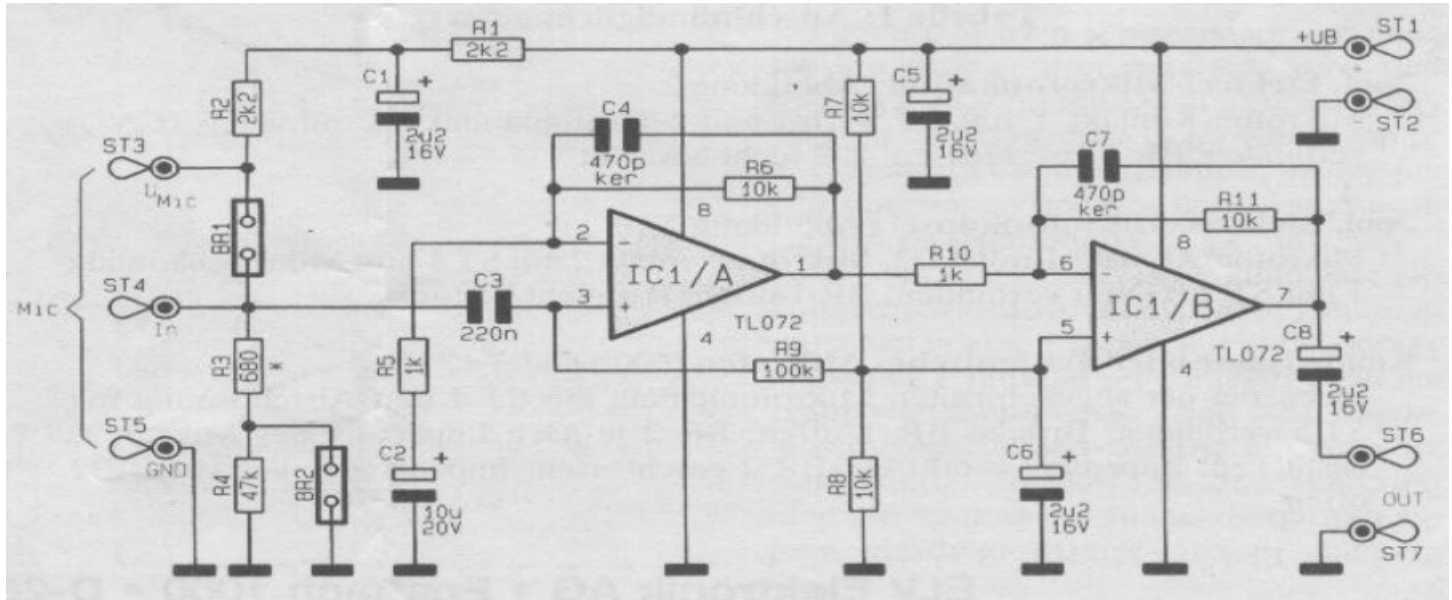 R1
2k2
+UB
ST1
ST2
C1
+
2u2
16V
R2
2k2
C4
470p
ker
R6
10k
R7
10k
C5
+
2u2
16V
C7
470p
ker
R11
10k
ST3
UMic
BR1
ST4
In
Mic
C3
220n
2
-
3
+
8
IC1/A
1
4
TL072
R10
1k
6
-
5
+
8
IC1/B
7
4
TL072
C8
+
2u2
16V
R3
680
*
R5
1k
R9
100k
ST5
GND
R4
47k
BR2
C2
+
10u
20V
R8
10k
C6
+
2u2
16V
ST6
OUT
ST7